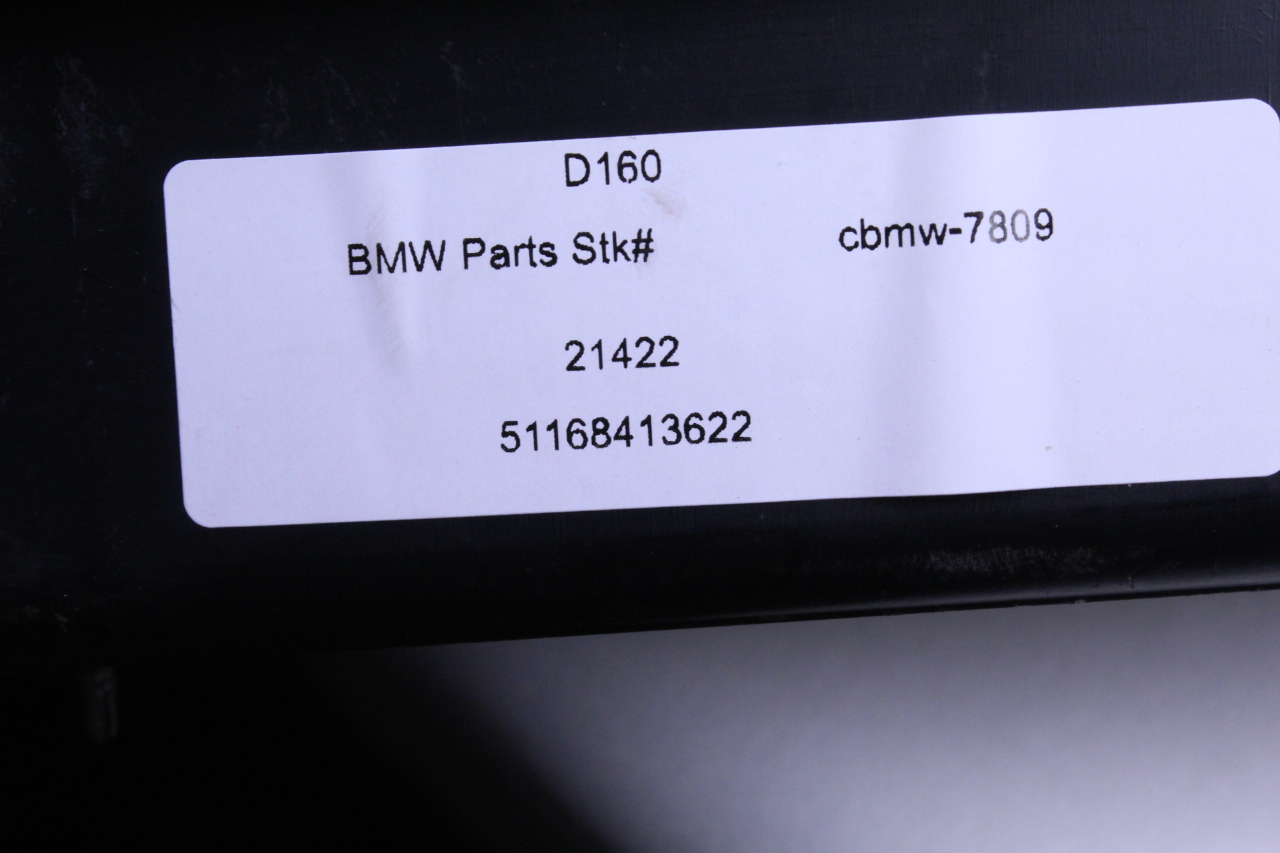 D160
BMW Parts Stk# cbmw-7809
21422
51168413622